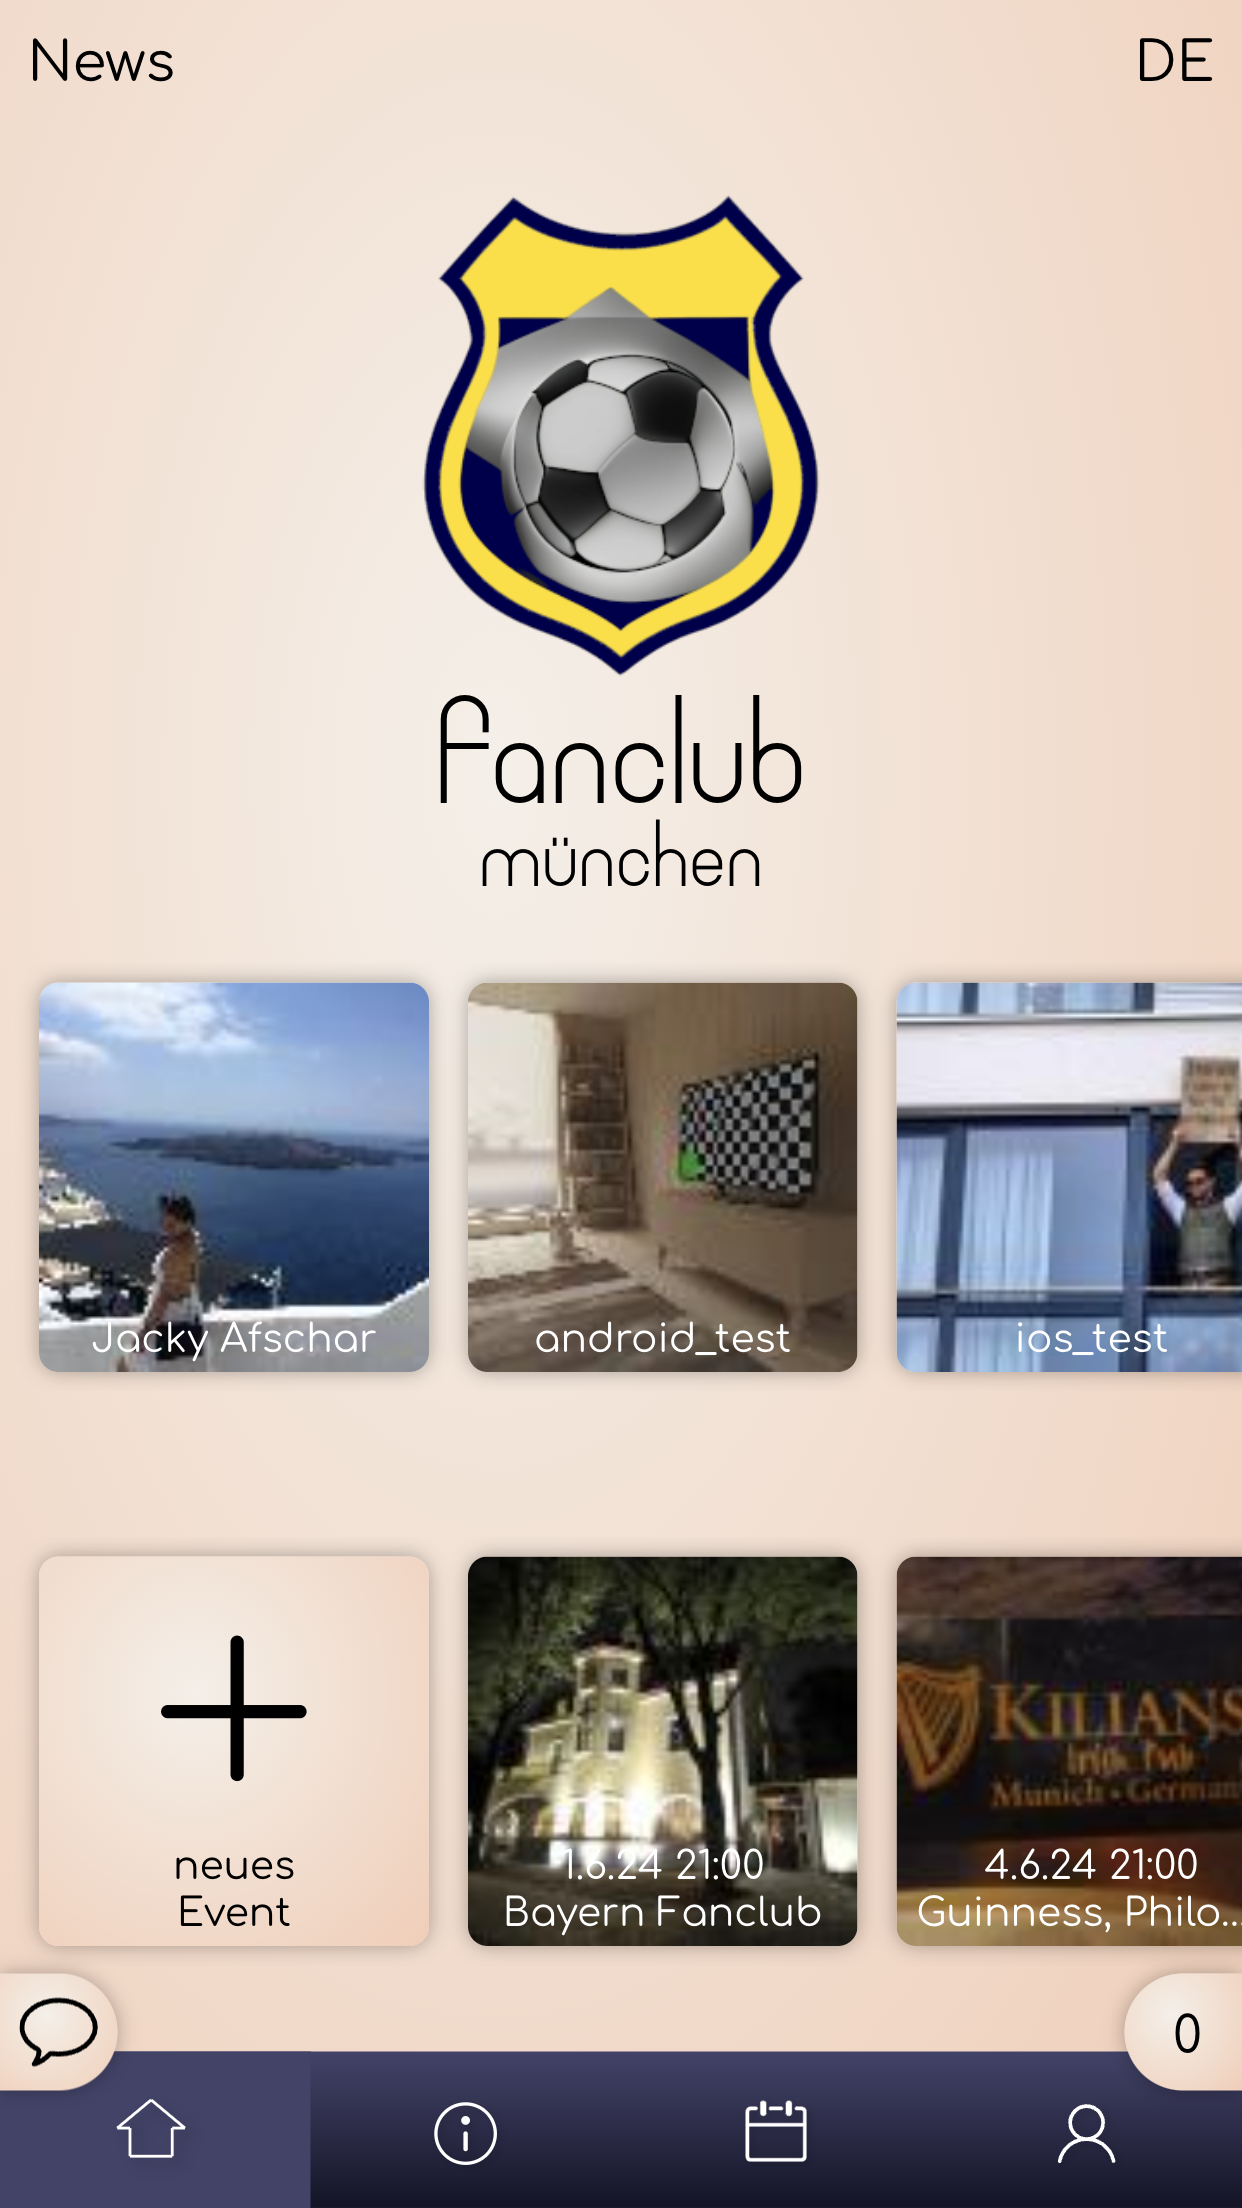 News
DE
fanclub
münchen
Jacky Afschar
android_test
ios_test
neues
Event
1.6.24 21:00
Bayern Fanclub
KILIANS
Irish Pub
Munich • German
4.6.24 21:00
Guinness, Philo...
0